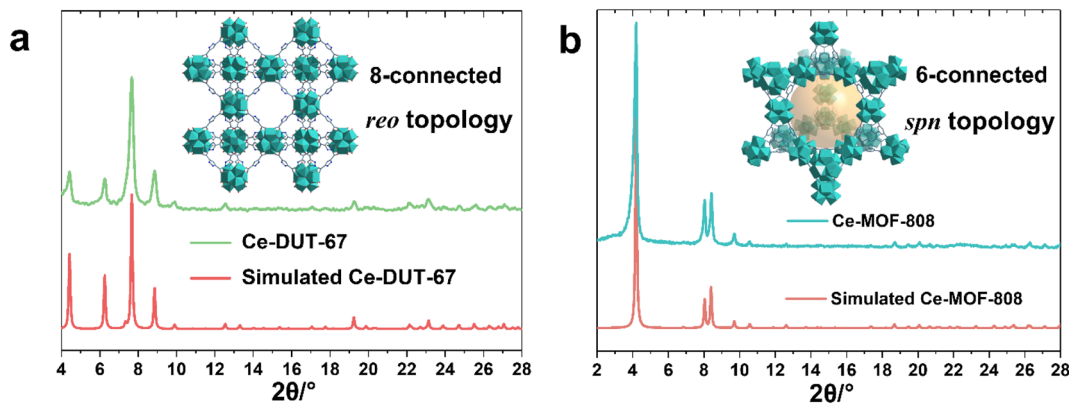 a
8-connected
reo topology
Ce-DUT-67
Simulated Ce-DUT-67
4 6 8 10 12 14 16 18 20 22 24 26 28
2θ/°
b
6-connected
spn topology
Ce-MOF-808
Simulated Ce-MOF-808
2 4 6 8 10 12 14 16 18 20 22 24 26 28
2θ/°